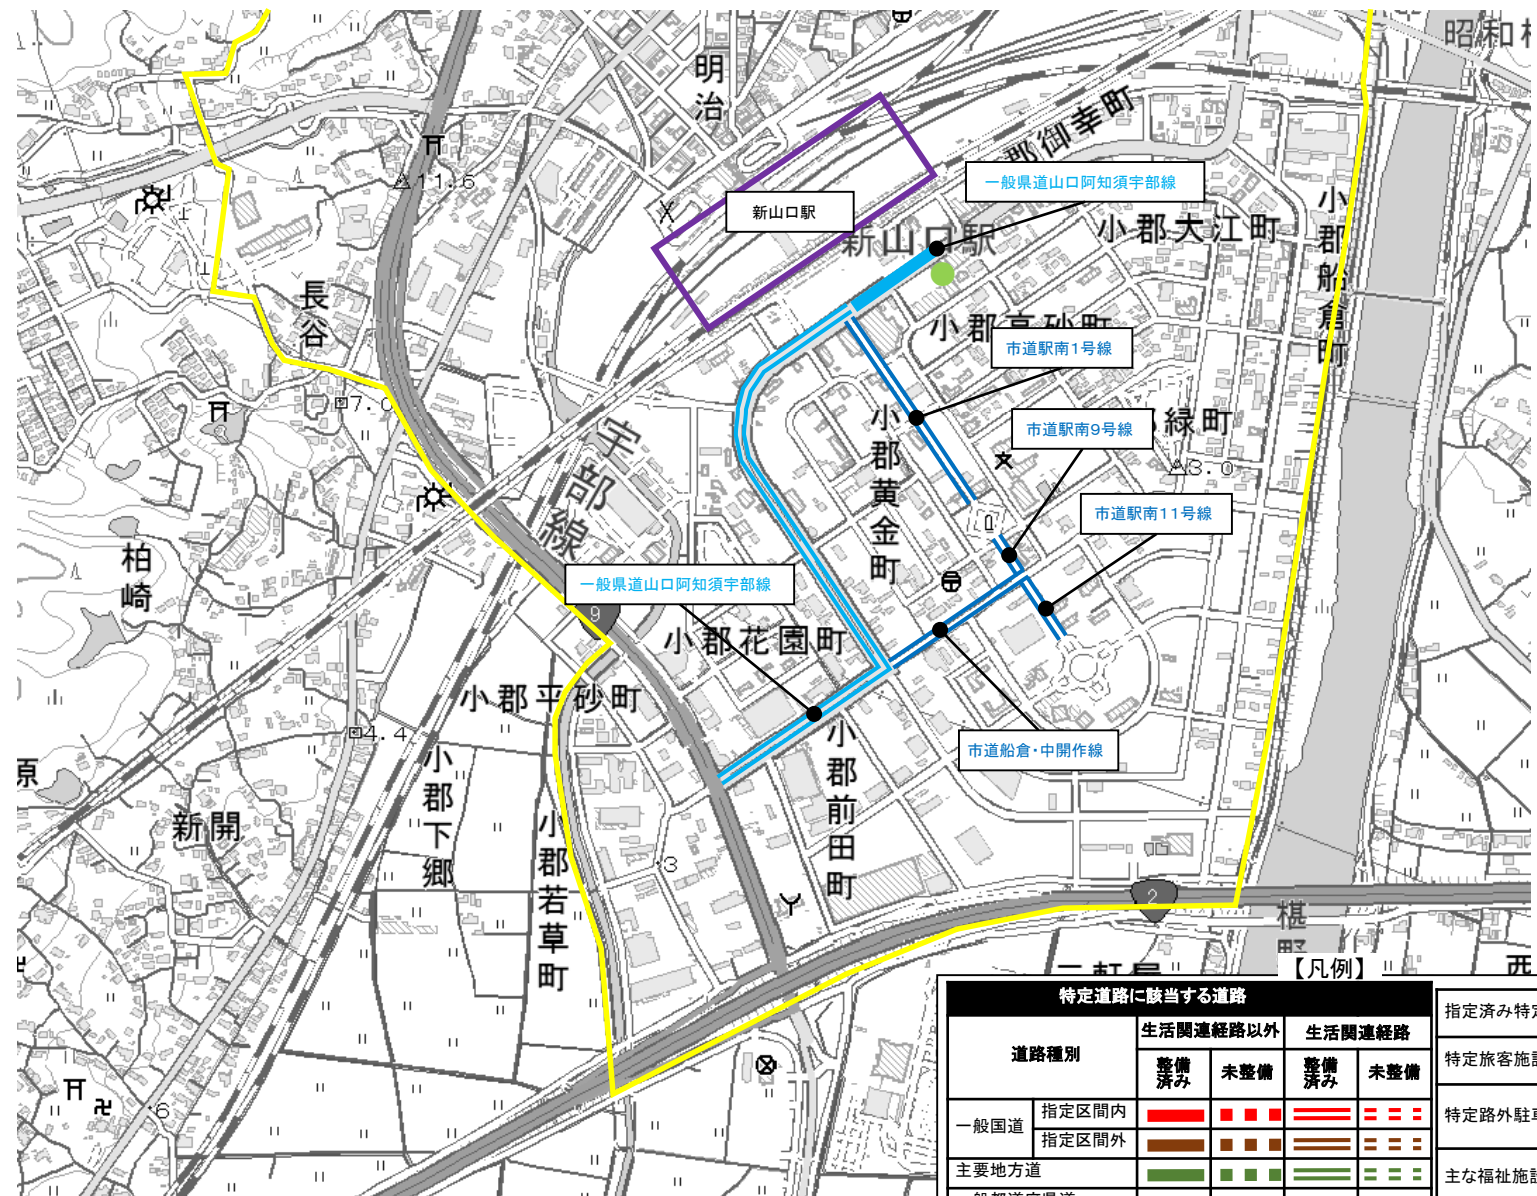 昭和
明治
郡御幸町
一般県道山口阿知須宇部線
新山口駅
新山口駅
小郡大江町
小郡船倉町
11.6
長谷
小郡高砂町
市道駅南1号線
7.0
小郡黄金町
市道駅南9号線
緑町
3.0
宇部線
市道駅南11号線
柏崎
一般県道山口阿知須宇部線
9
小郡花園町
小郡平砂町
4.4
小郡下郷
小郡前田町
市道船倉・中開作線
原
新開
小郡若草町
3
2
椹野
西
6
【凡例】
特定道路に該当する道路
道路種別
生活関連経路以外
生活関連経路
整備済み
未整備
整備済み
未整備
一般国道
指定区間内
指定区間外
主要地方道
指定済み特定
特定旅客施設
特定路外駐車
主な福祉施設